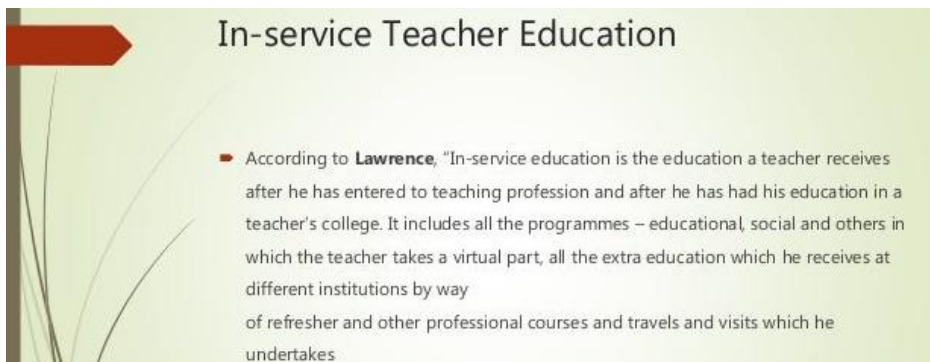 In-service Teacher Education
According to Lawrence, "In-service education is the education a teacher receives
after he has entered to teaching profession and after he has had his education in a
teacher's college. It includes all the programmes – educational, social and others in
which the teacher takes a virtual part, all the extra education which he receives at
different institutions by way
of refresher and other professional courses and travels and visits which he
undertakes